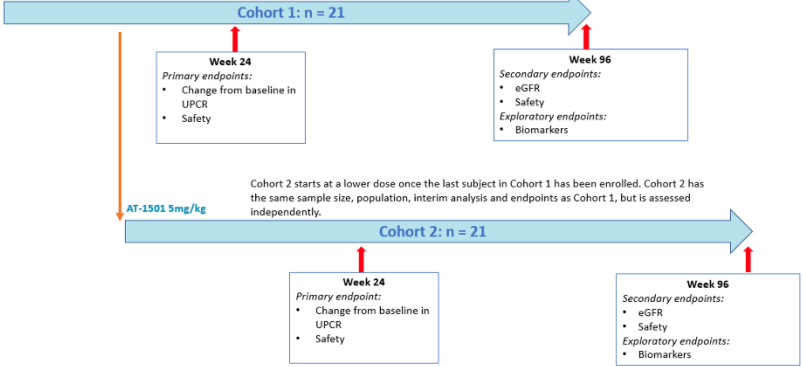 Cohort 1: n = 21
Week 24
Primary endpoints:
• Change from baseline in
UPCR
• Safety
Week 96
Secondary endpoints:
• eGFR
• Safety
Exploratory endpoints:
• Biomarkers
Cohort 2 starts at a lower dose once the last subject in Cohort 1 has been enrolled. Cohort 2 has
the same sample size, population, interim analysis and endpoints as Cohort 1, but is assessed
independently.
AT-1501 5mg/kg
Cohort 2: n = 21
Week 24
Primary endpoint:
• Change from baseline in
UPCR
• Safety
Week 96
Secondary endpoints:
• eGFR
• Safety
Exploratory endpoints:
• Biomarkers